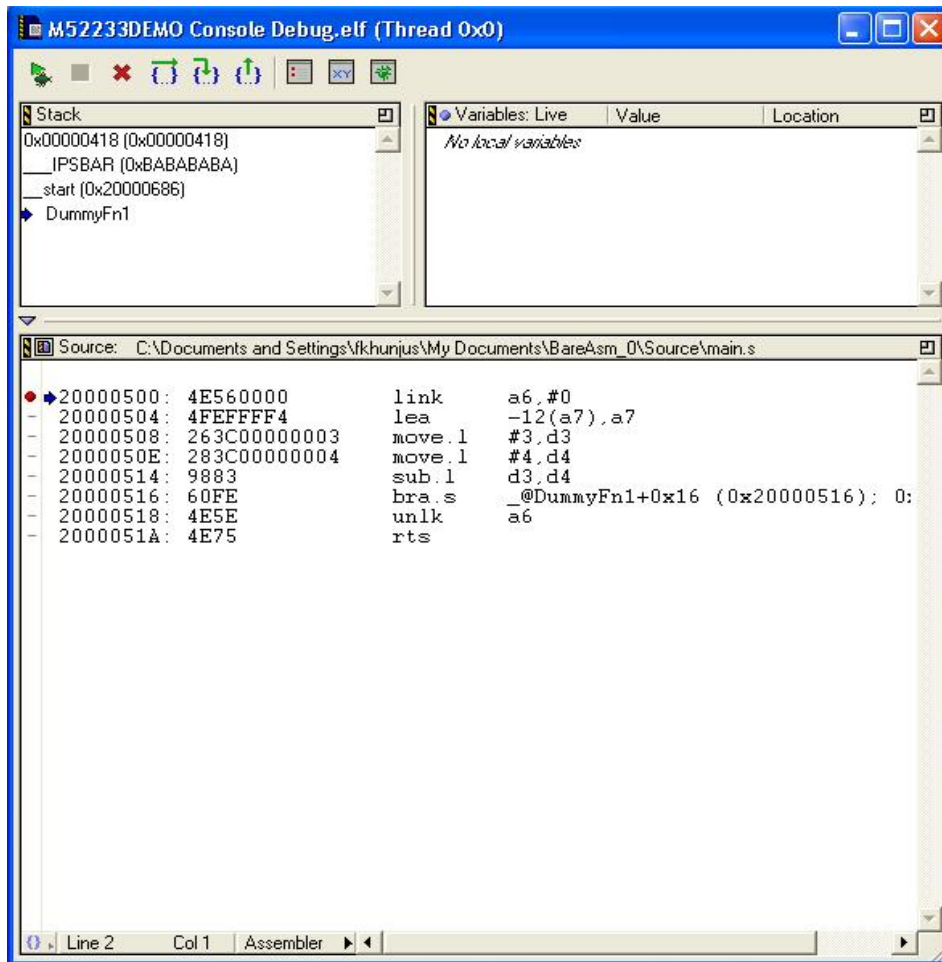 M52233DEMO Console Debug.elf (Thread 0x0)
Stack
Variables: Live Value Location
0x00000418 (0x00000418)
___IPSBAR (0xBABABABA)
__start (0x20000686)
DummyFn1
No local variables
Source: C:\Documents and Settings\fkhunjus\My Documents\BareAsm_0\Source\main.s
20000500: 4E560000 link a6,#0
20000504: 4FEFFFF4 lea -12(a7),a7
20000508: 263C00000003 move.l #3,d3
2000050E: 283C00000004 move.l #4,d4
20000514: 9883 sub.l d3,d4
20000516: 60FE bra.s _@DummyFn1+0x16 (0x20000516); 0:
20000518: 4E5E unlk a6
2000051A: 4E75 rts
Line 2 Col 1 Assembler